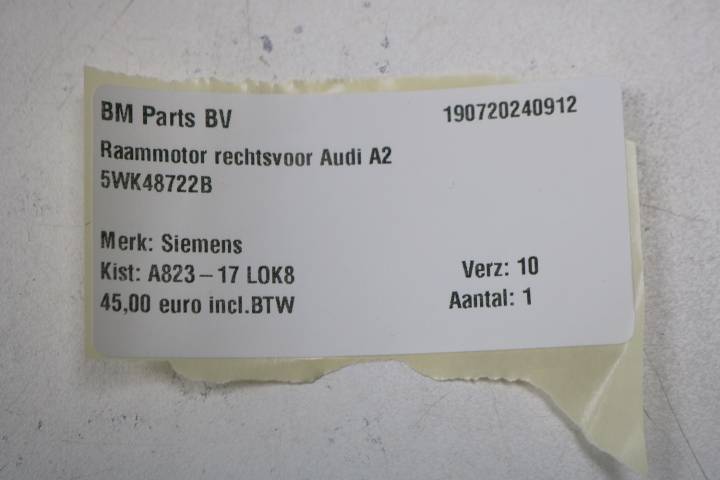 BM Parts BV 190720240912
Raammotor rechtsvoor Audi A2
5WK48722B
Merk: Siemens
Kist: A823-17 LOK8 Verz: 10
45,00 euro incl.BTW Aantal: 1